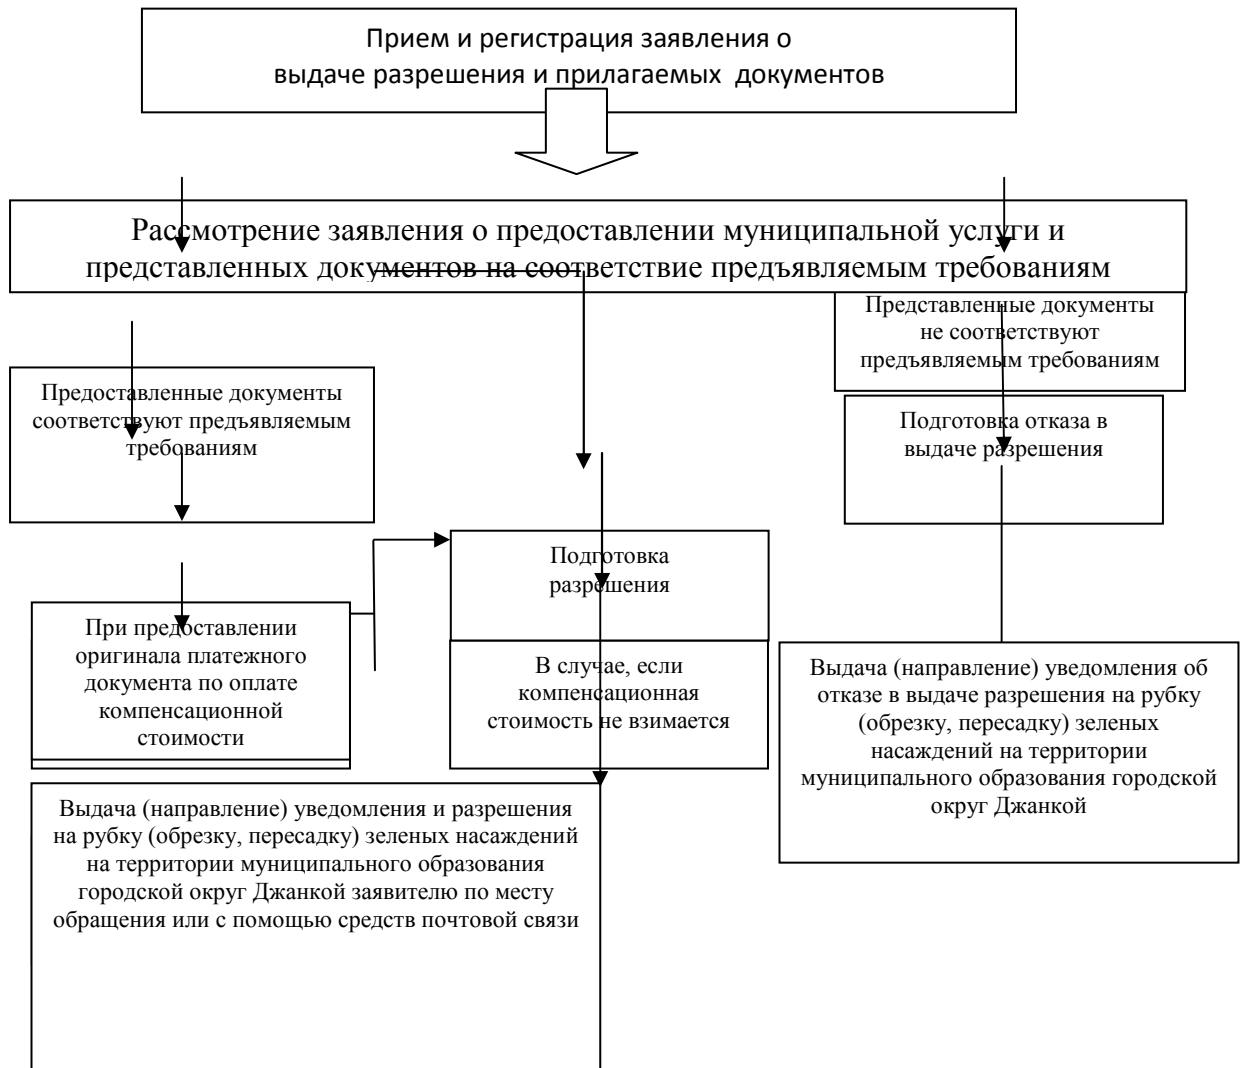 Прием и регистрация заявления о
выдаче разрешения и прилагаемых документов
Рассмотрение заявления о предоставлении муниципальной услуги и
представленных документов на соответствие предъявляемым требованиям
Представленные документы
не соответствуют
предъявляемым требованиям
Предоставленные документы
соответствуют предъявляемым
требованиям
Подготовка отказа в
выдаче разрешения
Подготовка
разрешения
При предоставлении
оригинала платежного
документа по оплате
компенсационной
стоимости
В случае, если
компенсационная
стоимость не взимается
Выдача (направление) уведомления об
отказе в выдаче разрешения на рубку
(обрезку, пересадку) зеленых
насаждений на территории
муниципального образования городской
округ Джанкой
Выдача (направление) уведомления и разрешения
на рубку (обрезку, пересадку) зеленых насаждений
на территории муниципального образования
городской округ Джанкой заявителю по месту
обращения или с помощью средств почтовой связи